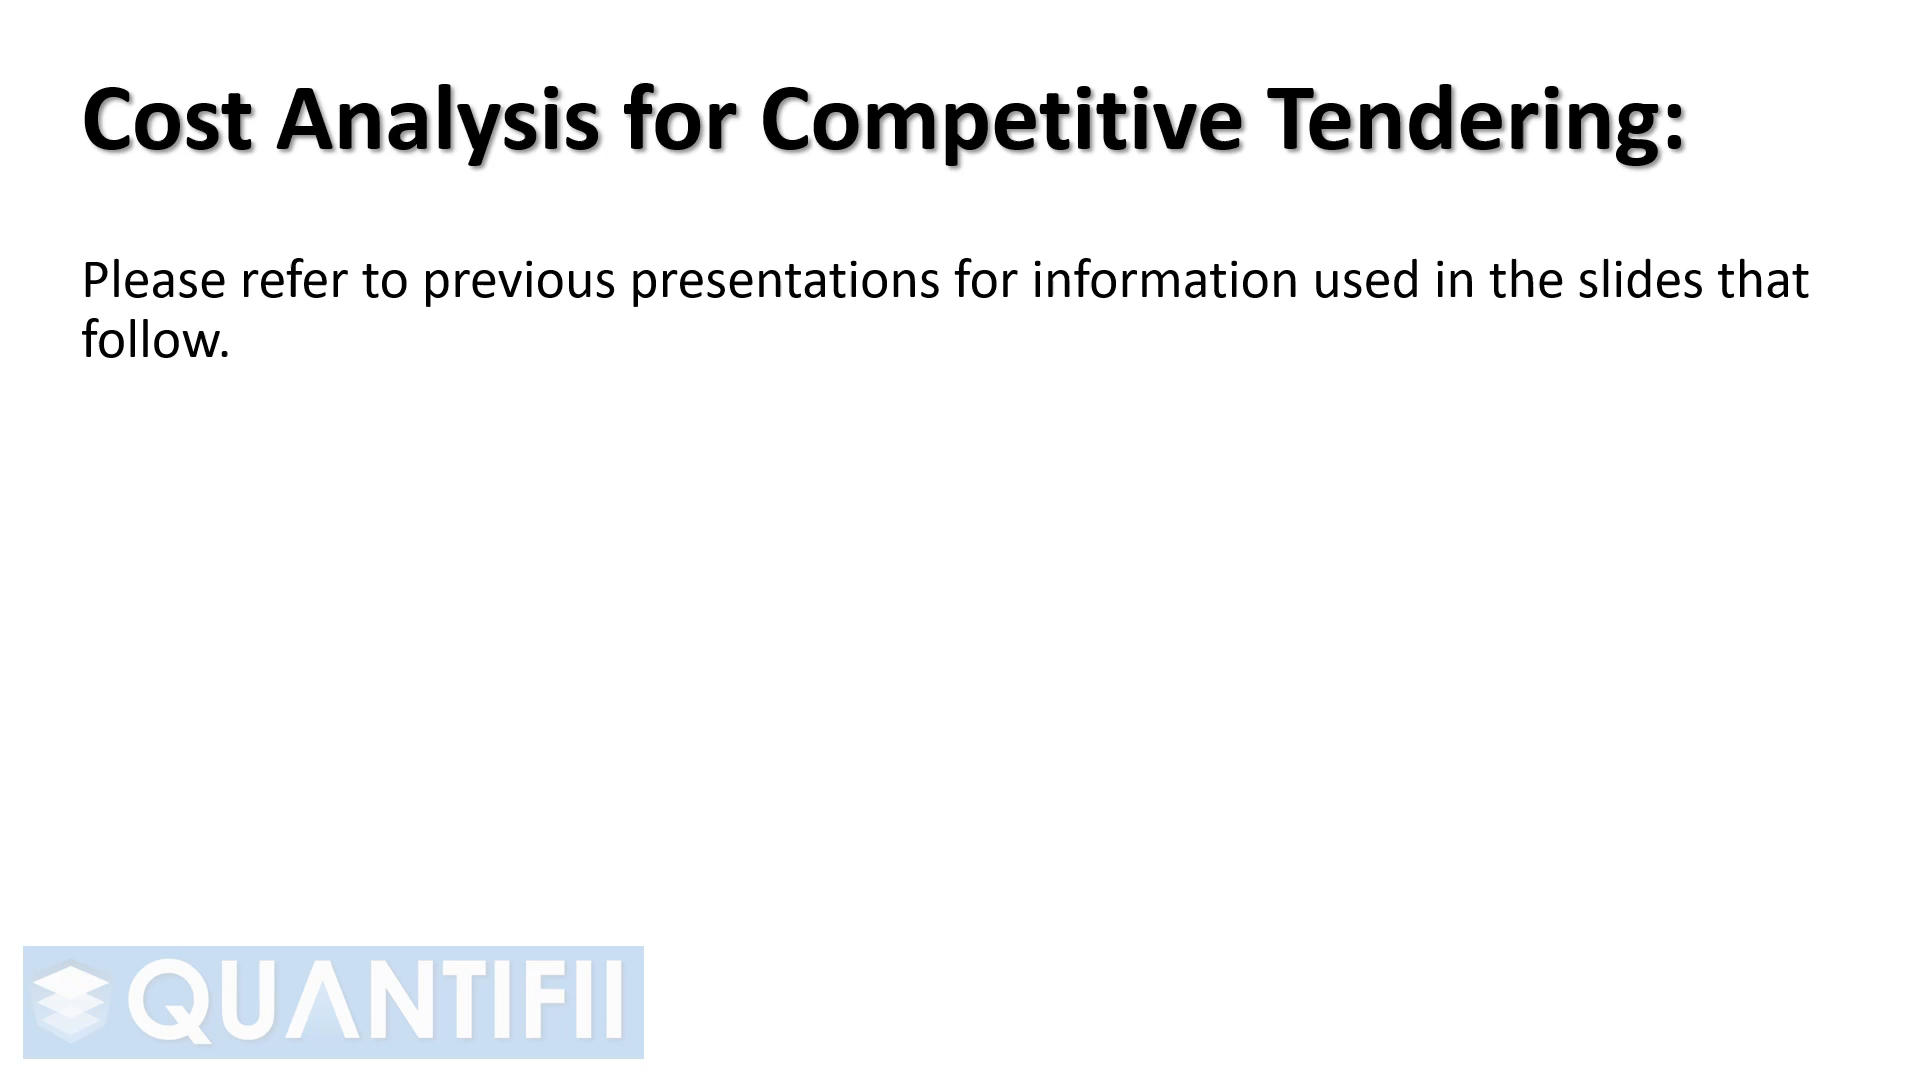 Cost Analysis for Competitive Tendering:
Please refer to previous presentations for information used in the slides that
follow.
QUANTIFII